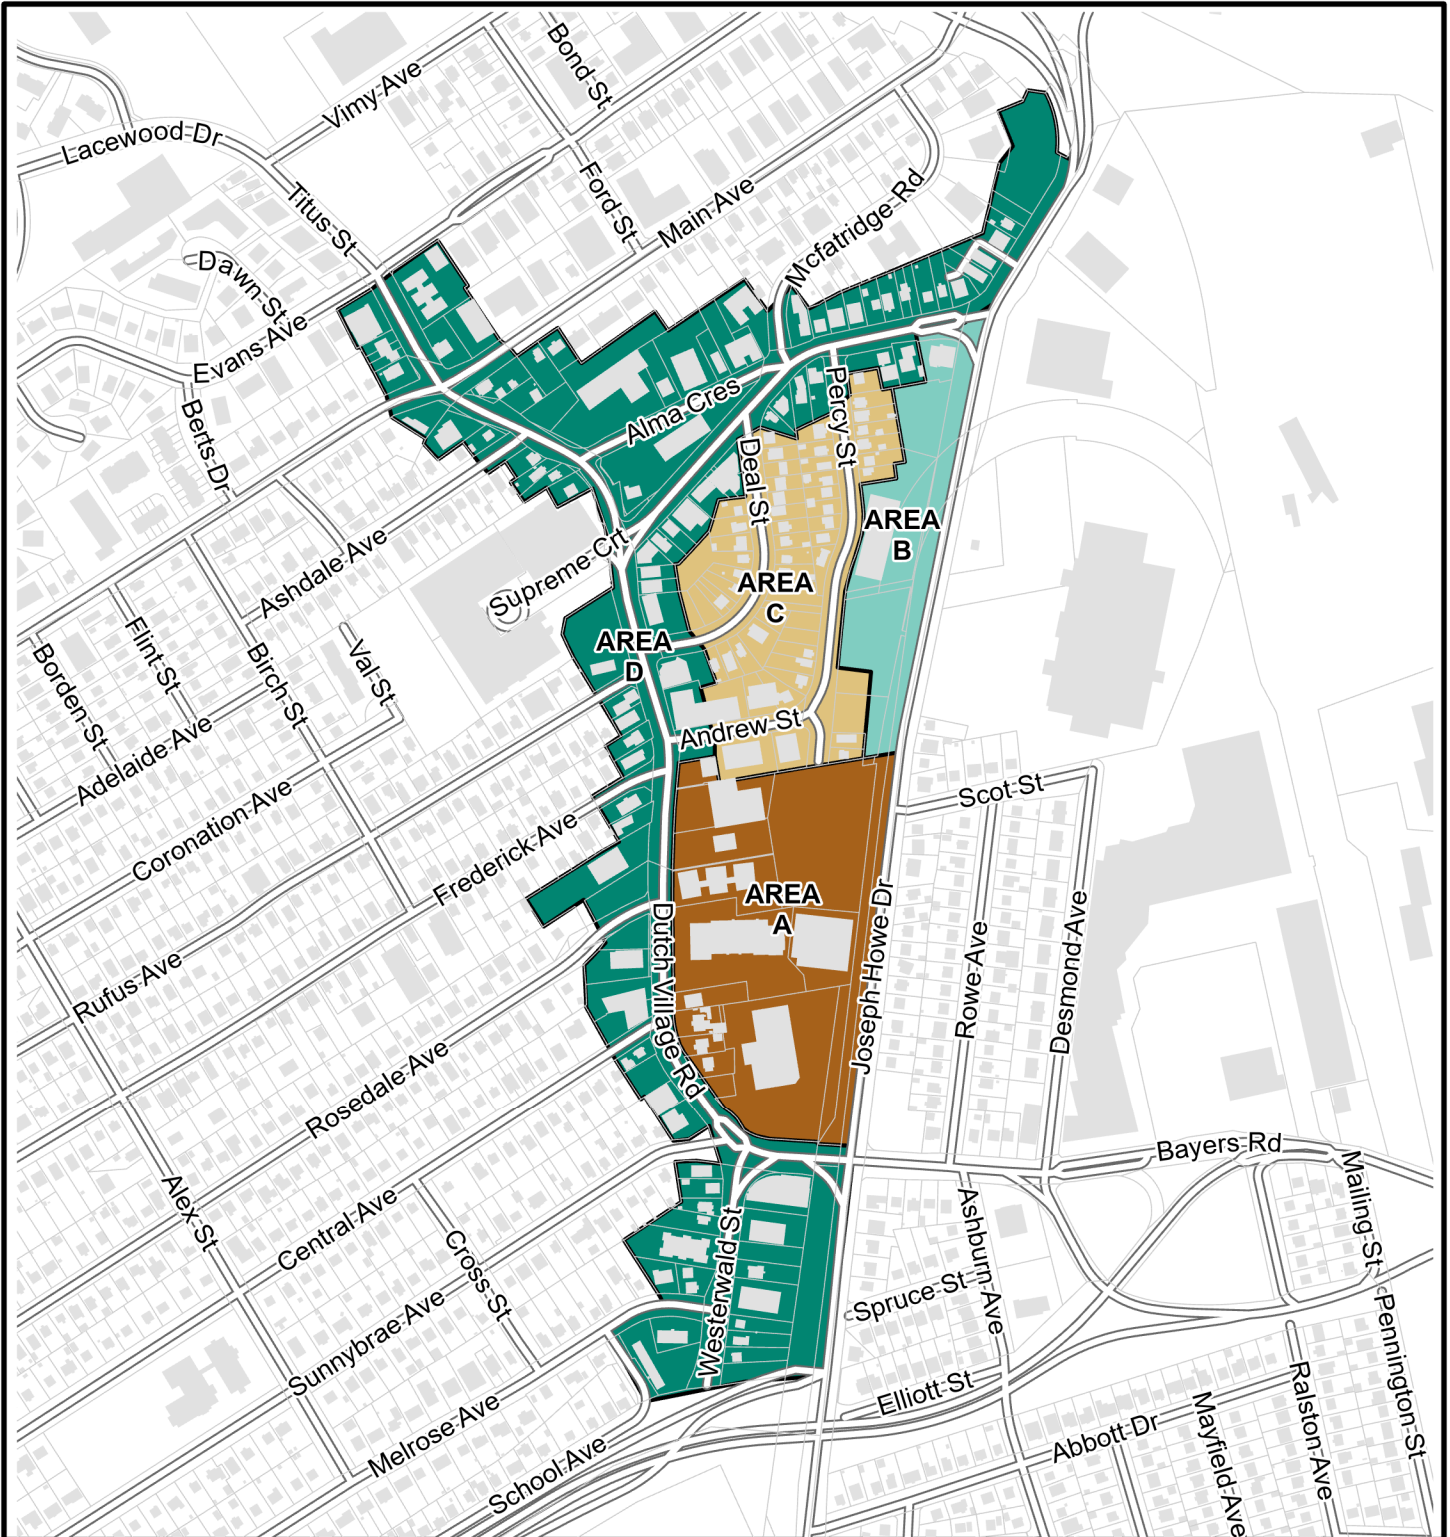 Bond St
Vimy Ave
Lacewood Dr
Ford St
Titus St
Main Ave
Mcfatridge Rd
Dawn St
Evans Ave
Percy St
Alma Cres
Berts Dr
Deal St
AREA
B
Supreme Crt
Ashdale Ave
AREA
C
Flint St
Borden St
Birch St
Val St
AREA
D
Andrew St
Adelaide Ave
Coronation Ave
Scot St
Frederick Ave
AREA
A
Joseph Howe Dr
Dutch Village Rd
Rowe Ave
Desmond Ave
Rufus Ave
Rosedale Ave
Bayers Rd
Mailing St
Alex St
Central Ave
Cross St
Westerwald St
Ashburn Ave
Spruce St
Sunnybrae Ave
Pennington St
Elliott St
Ralston Ave
Melrose Ave
Abbott Dr
Mayfield Ave
School Ave